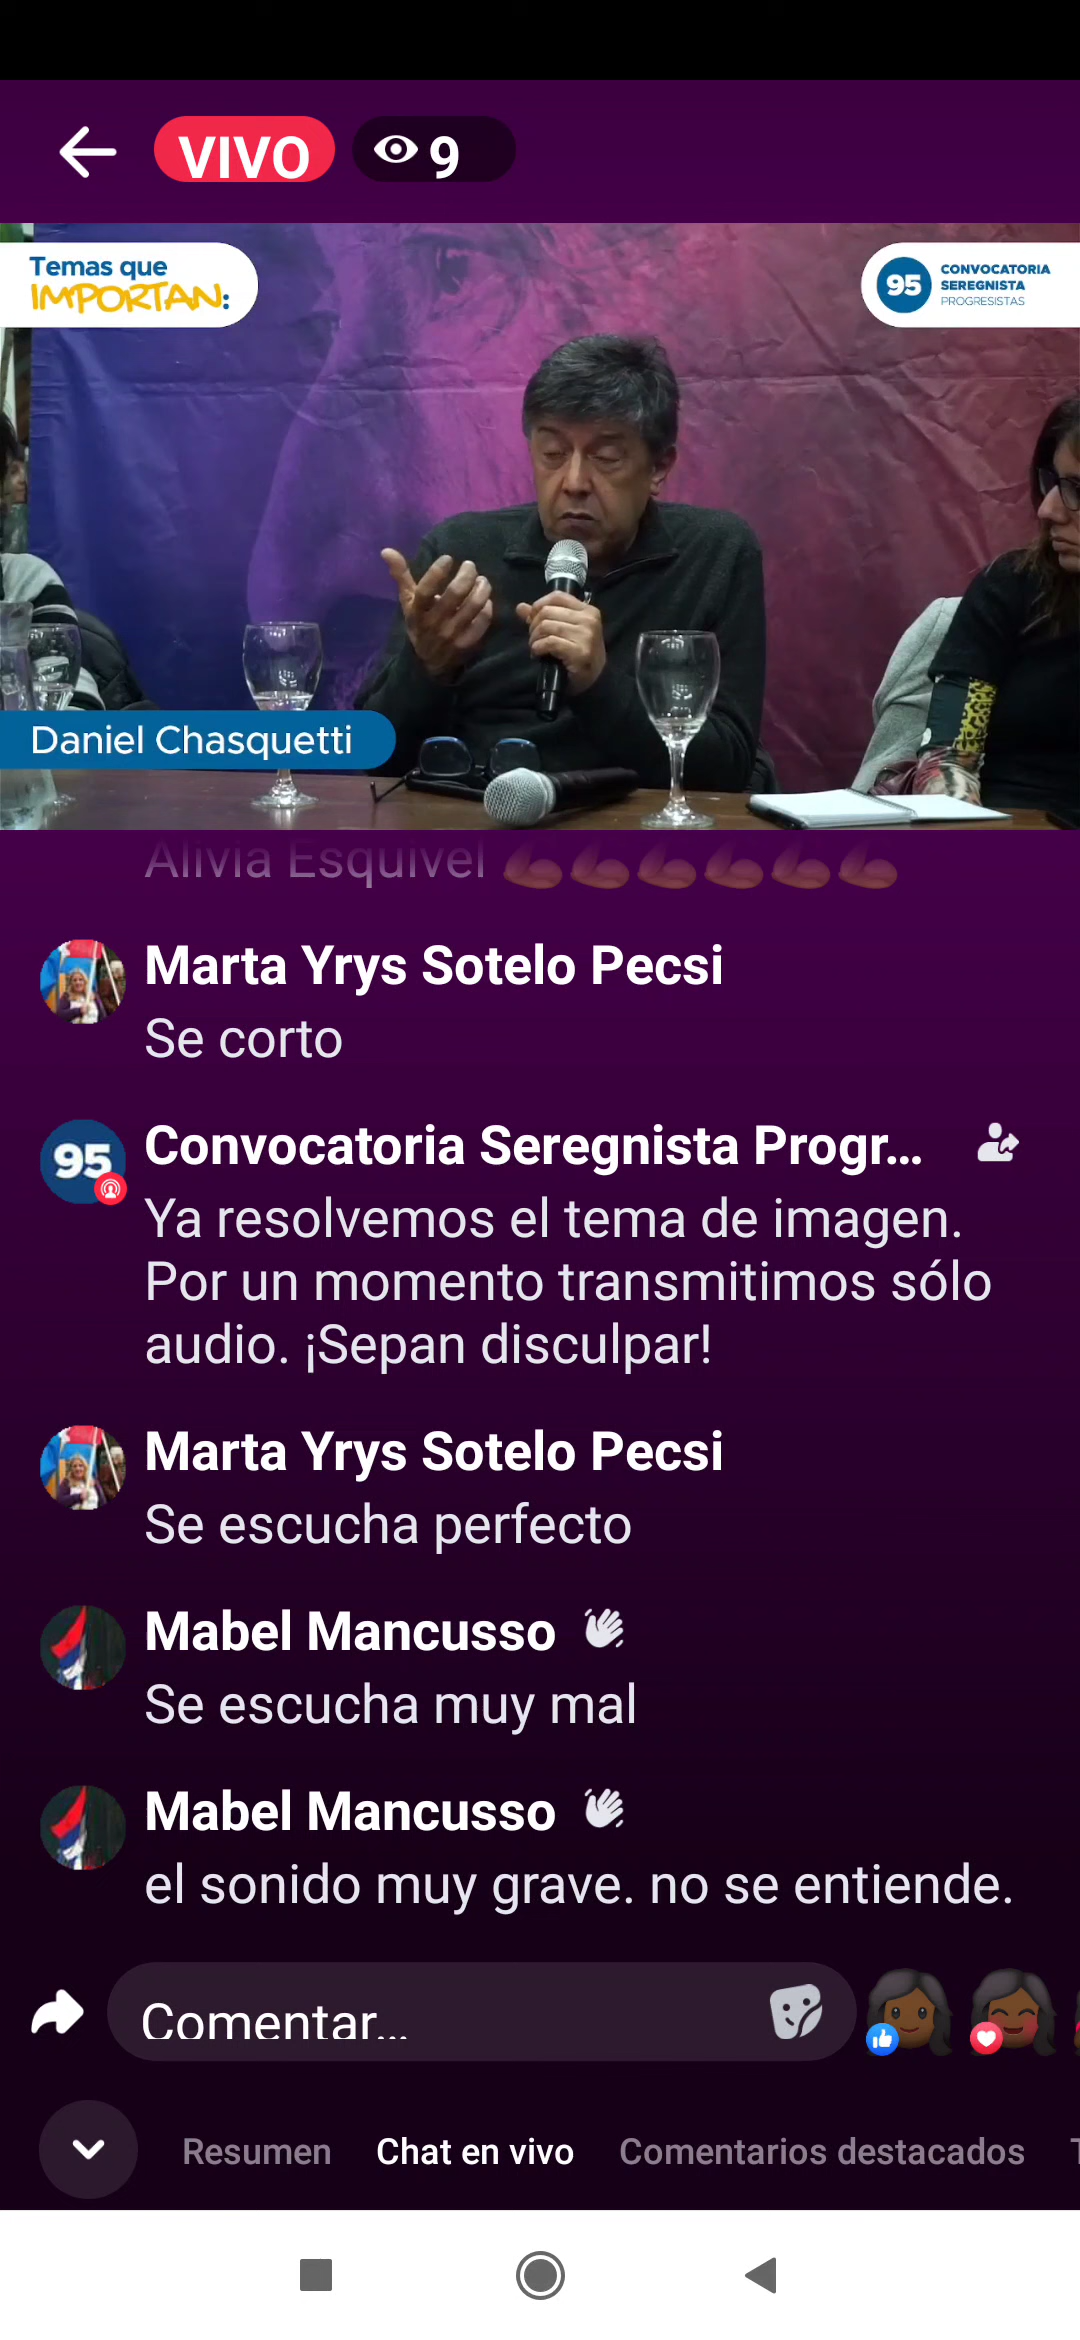 VIVO
9
Temas que
IMPORTAN:
95
CONVOCATORIA
SEREGNISTA
PROGRESISTAS
Daniel Chasquetti
Alivia Esquivel 💪💪💪💪💪💪
Marta Yrys Sotelo Pecsi
Se corto
95
Convocatoria Seregnista Progr...
Ya resolvemos el tema de imagen.
Por un momento transmitimos sólo
audio. ¡Sepan disculpar!
Marta Yrys Sotelo Pecsi
Se escucha perfecto
Mabel Mancusso 👋
Se escucha muy mal
Mabel Mancusso 👋
el sonido muy grave. no se entiende.
Comentar...
Resumen
Chat en vivo
Comentarios destacados